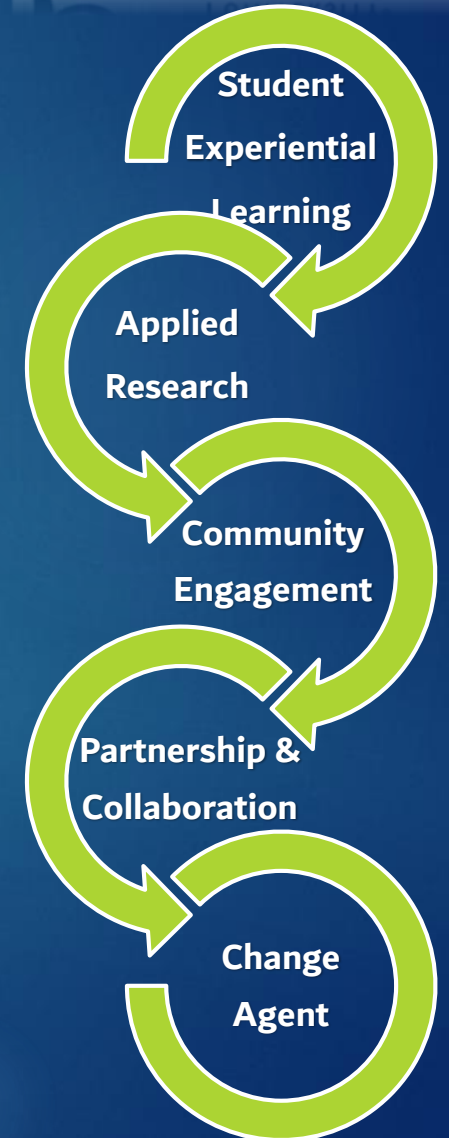 Student
Experiential
Learning
Applied
Research
Community
Engagement
Partnership &
Collaboration
Change
Agent